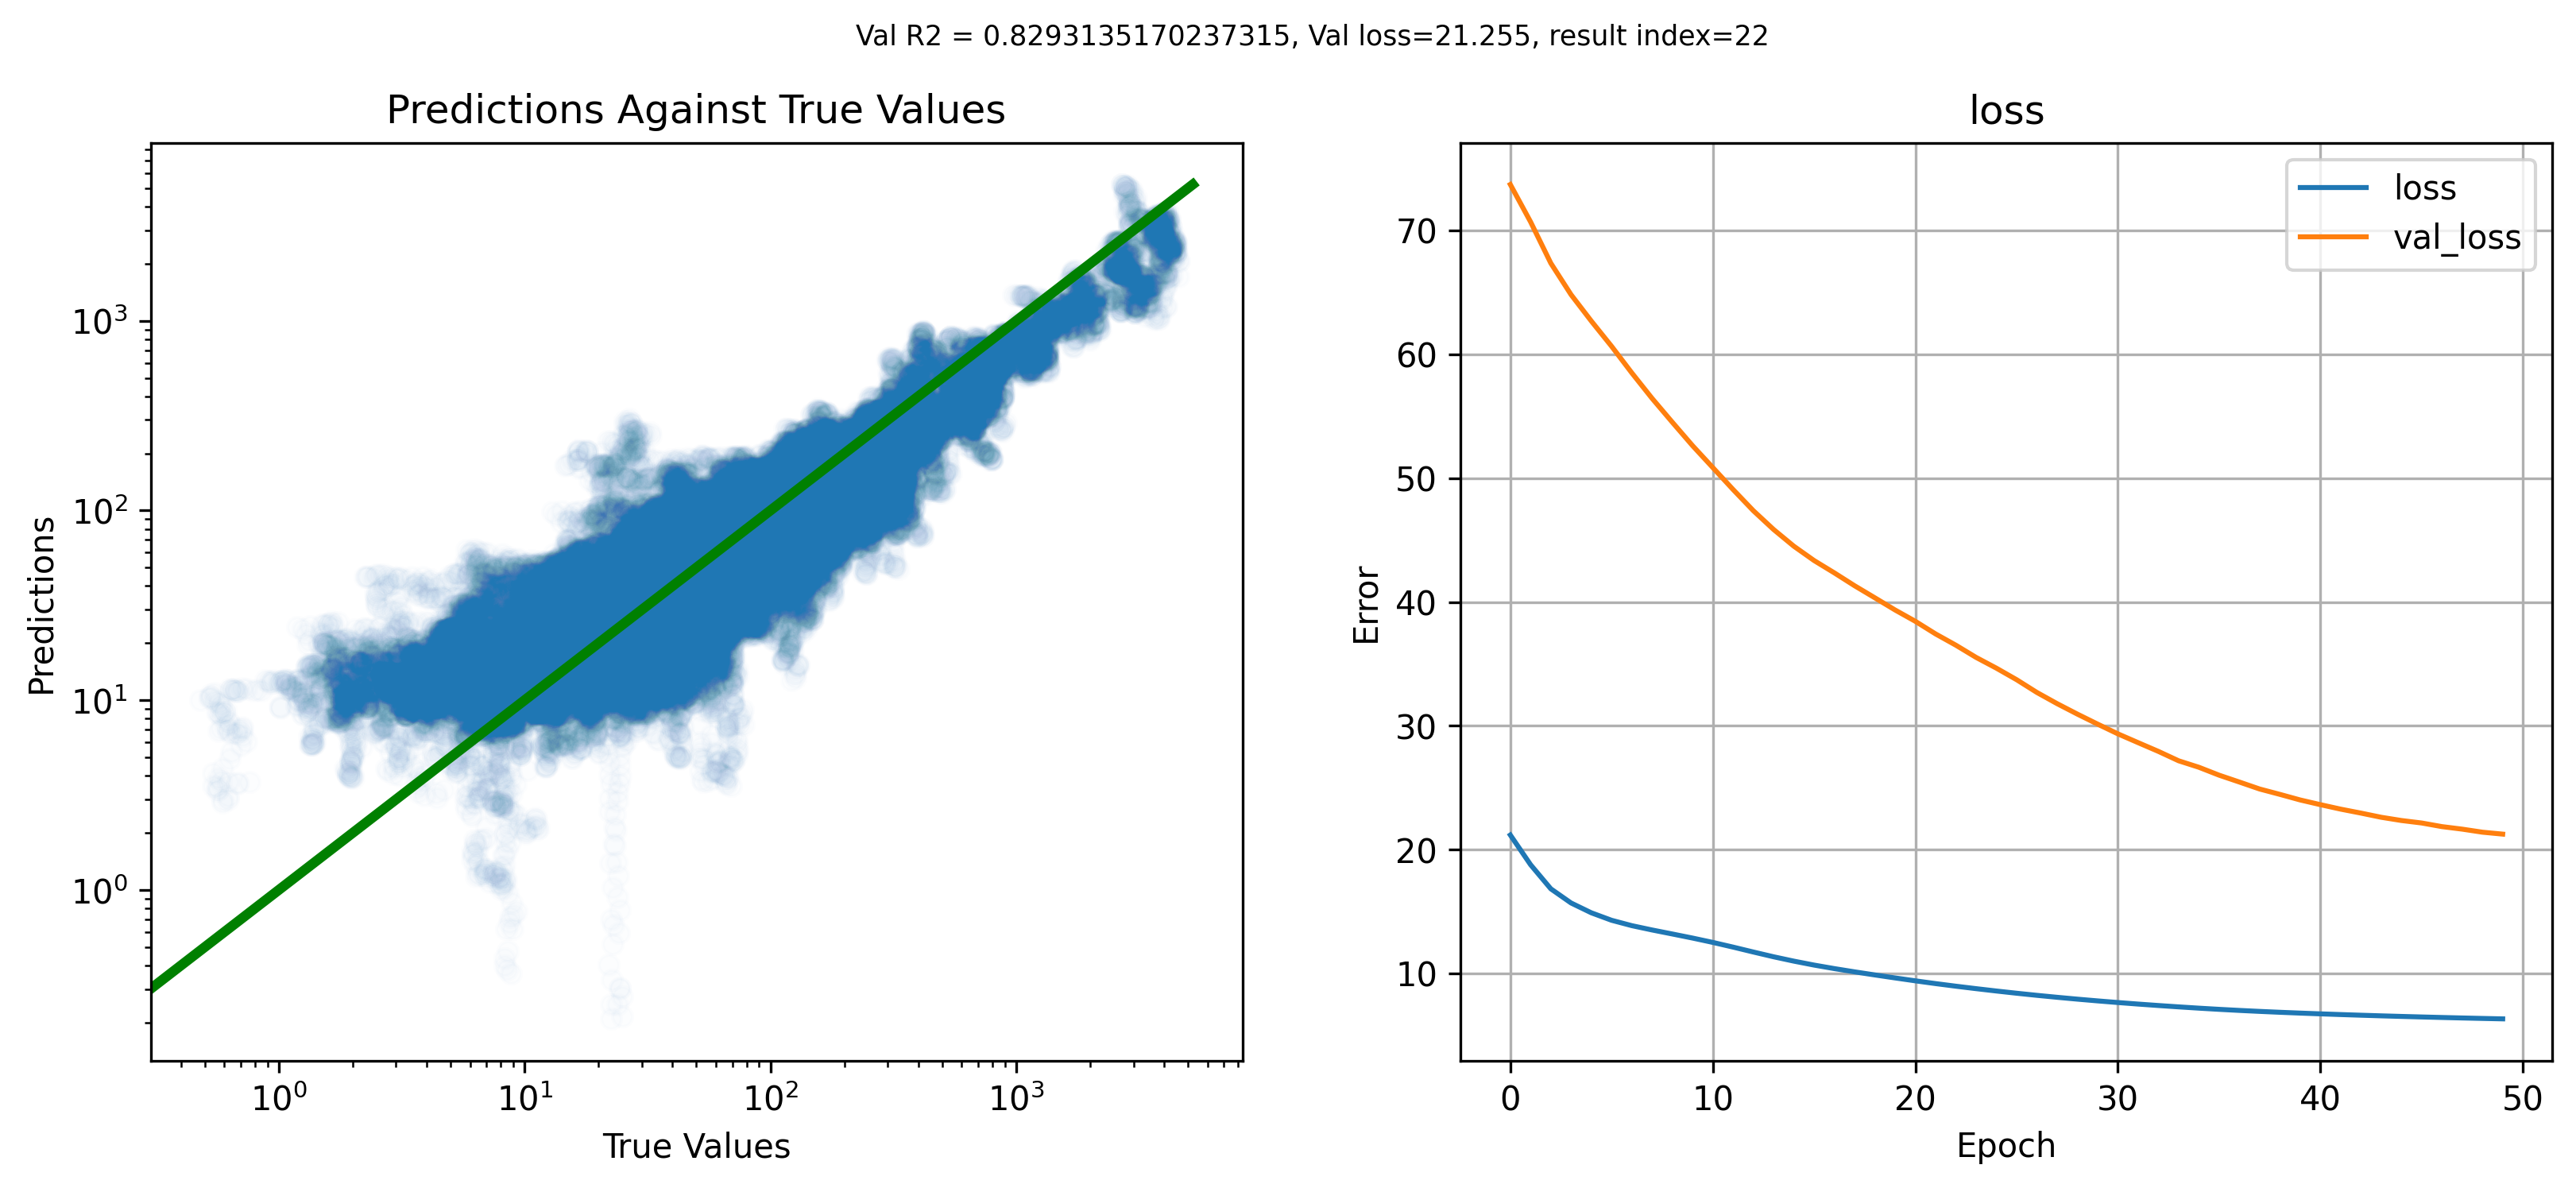 Val R2 = 0.8293135170237315, Val loss=21.255, result index=22
Predictions Against True Values
Predictions
10³
10²
10¹
10⁰
10⁰ 10¹ 10² 10³
True Values
loss
loss
val_loss
Error
70
60
50
40
30
20
10
0 10 20 30 40 50
Epoch